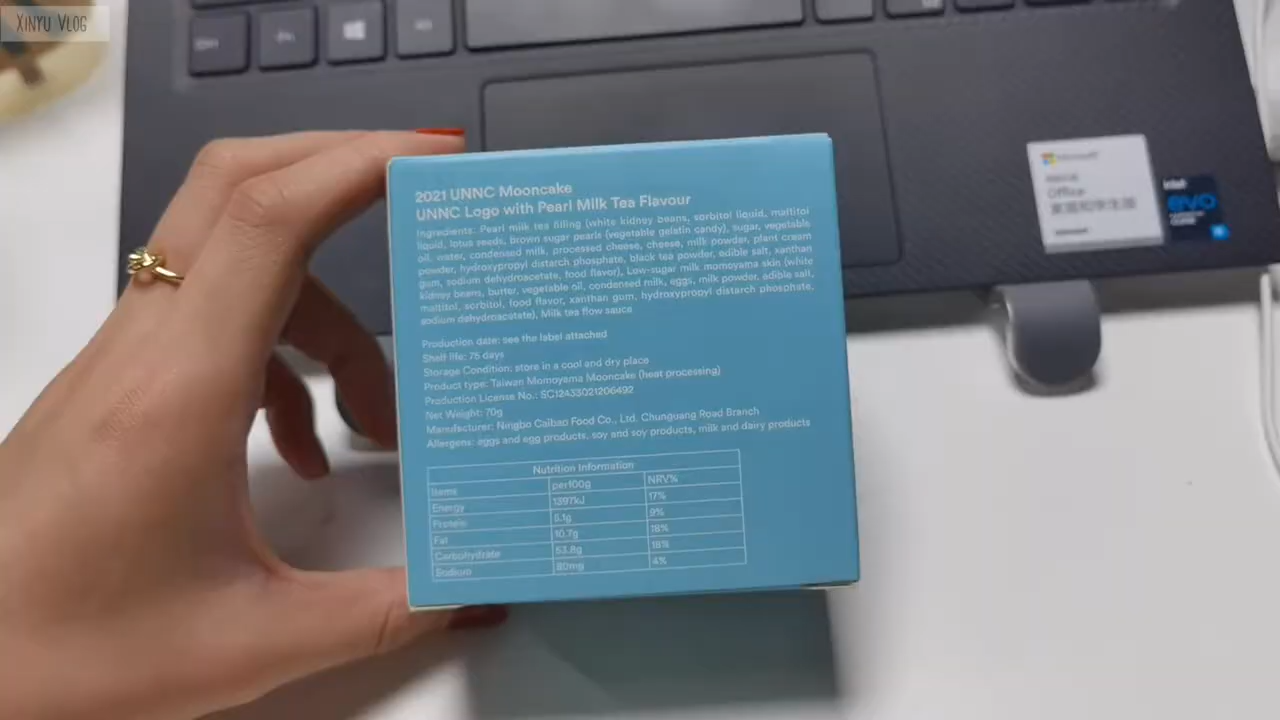 XINYU VLOG
2021 UNNC Mooncake
UNNC Logo with Pearl Milk Tea Flavour
Ingredients: Pearl milk tea filling (white kidney beans, sorbitol liquid, maltitol
liquid, lotus seeds, brown sugar pearls (vegetable gelatin candy), sugar, vegetable
oil, water, condensed milk, processed cheese, cheese, milk powder, plant cream
powder, hydroxypropyl distarch phosphate, black tea powder, edible salt, xanthan
gum, sodium dehydroacetate, food flavor), Low-sugar milk momoyama skin (white
kidney beans, butter, vegetable oil, condensed milk, eggs, milk powder, edible salt,
maltitol, sorbitol, food flavor, xanthan gum, hydroxypropyl distarch phosphate,
sodium dehydroacetate), Milk tea flow sauce
Production date: see the label attached
Shelf life: 75 days
Storage Condition: store in a cool and dry place
Product type: Taiwan Momoyama Mooncake (heat processing)
Production License No.: SC12433021206492
Net Weight: 70g
Manufacturer: Ningbo Caibao Food Co., Ltd. Chunguang Road Branch
Allergens: eggs and egg products, soy and soy products, milk and dairy products
Nutrition Information
Items per100g NRV%
Energy 1397kJ 17%
Protein 5.1g 9%
Fat 10.7g 18%
Carbohydrate 53.8g 18%
Sodium 80mg 4%
Microsoft
Office
intel
evo